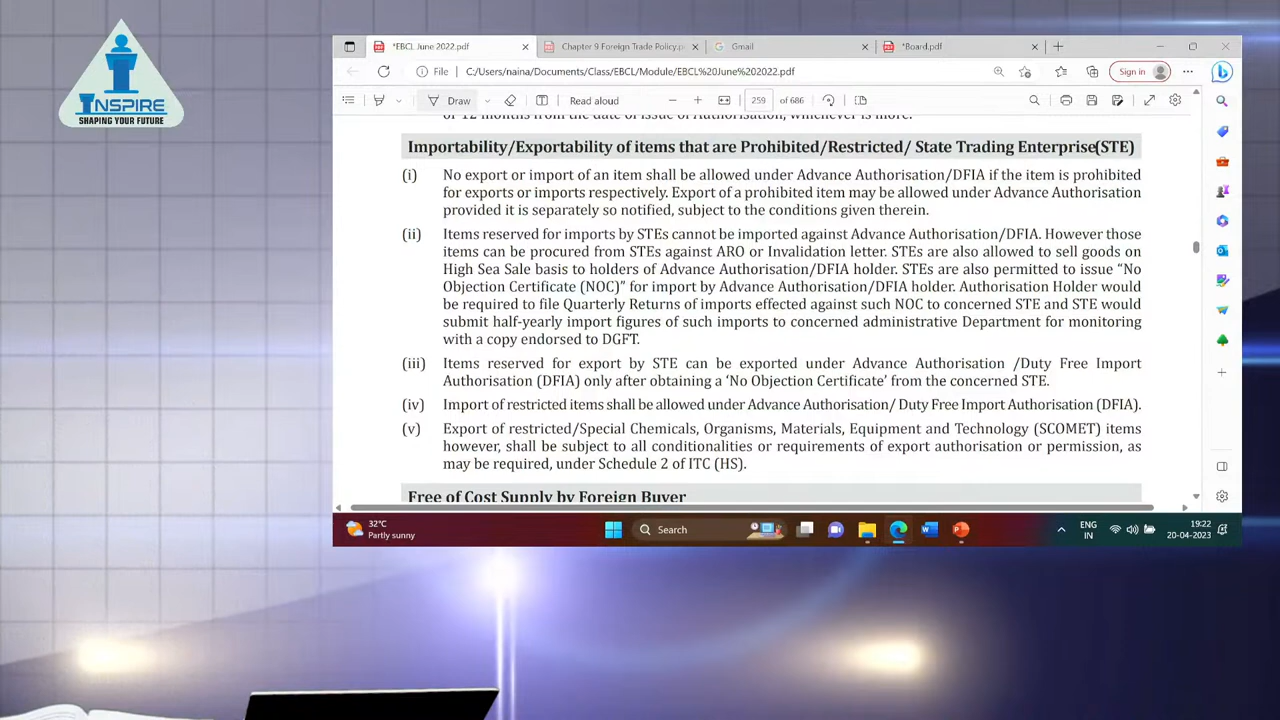 INSPIRE
SHAPING YOUR FUTURE
*EBCL June 2022.pdf
Chapter 9 Foreign Trade Policy.p
Gmail
*Board.pdf
File
C:/Users/naina/Documents/Class/EBCL/Module/EBCL%20June%202022.pdf
Sign in
Draw
Read aloud
259
of 686
or 12 months from the date of issue of Authorisation, whichever is more.
Importability/Exportability of items that are Prohibited/Restricted/ State Trading Enterprise(STE)
(i) No export or import of an item shall be allowed under Advance Authorisation/DFIA if the item is prohibited
for exports or imports respectively. Export of a prohibited item may be allowed under Advance Authorisation
provided it is separately so notified, subject to the conditions given therein.
(ii) Items reserved for imports by STEs cannot be imported against Advance Authorisation/DFIA. However those
items can be procured from STEs against ARO or Invalidation letter. STEs are also allowed to sell goods on
High Sea Sale basis to holders of Advance Authorisation/DFIA holder. STEs are also permitted to issue “No
Objection Certificate (NOC)” for import by Advance Authorisation/DFIA holder. Authorisation Holder would
be required to file Quarterly Returns of imports effected against such NOC to concerned STE and STE would
submit half-yearly import figures of such imports to concerned administrative Department for monitoring
with a copy endorsed to DGFT.
(iii) Items reserved for export by STE can be exported under Advance Authorisation /Duty Free Import
Authorisation (DFIA) only after obtaining a ‘No Objection Certificate’ from the concerned STE.
(iv) Import of restricted items shall be allowed under Advance Authorisation/ Duty Free Import Authorisation (DFIA).
(v) Export of restricted/Special Chemicals, Organisms, Materials, Equipment and Technology (SCOMET) items
however, shall be subject to all conditionalities or requirements of export authorisation or permission, as
may be required, under Schedule 2 of ITC (HS).
Free of Cost Supply by Foreign Buyer
32°C
Partly sunny
Search
ENG
IN
19:22
20-04-2023